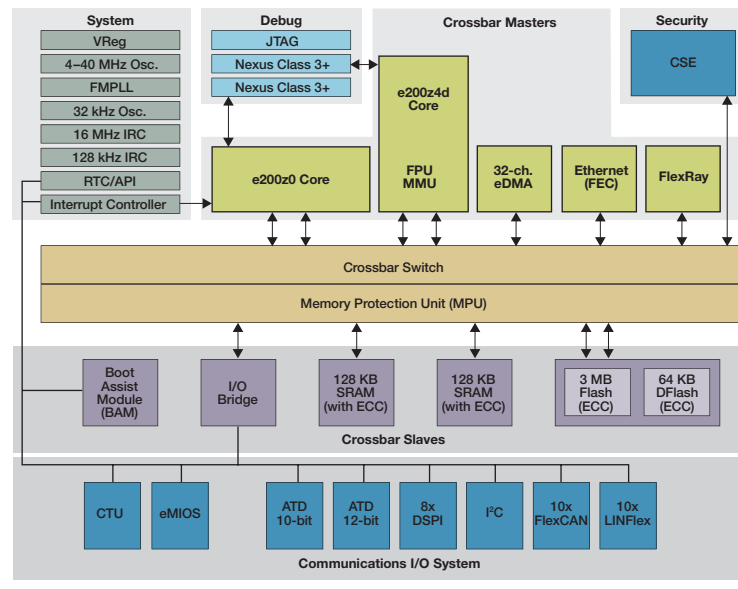 System
VReg
4–40 MHz Osc.
FMPLL
32 kHz Osc.
16 MHz IRC
128 kHz IRC
RTC/API
Interrupt Controller
Debug
JTAG
Nexus Class 3+
Nexus Class 3+
Crossbar Masters
e200z0 Core
e200z4d
Core
FPU
MMU
32-ch.
eDMA
Ethernet
(FEC)
FlexRay
Security
CSE
Crossbar Switch
Memory Protection Unit (MPU)
Boot
Assist
Module
(BAM)
I/O
Bridge
128 KB
SRAM
(with ECC)
128 KB
SRAM
(with ECC)
3 MB
Flash
(ECC)
64 KB
DFlash
(ECC)
Crossbar Slaves
CTU
eMIOS
ATD
10-bit
ATD
12-bit
8x
DSPI
I²C
10x
FlexCAN
10x
LINFlex
Communications I/O System